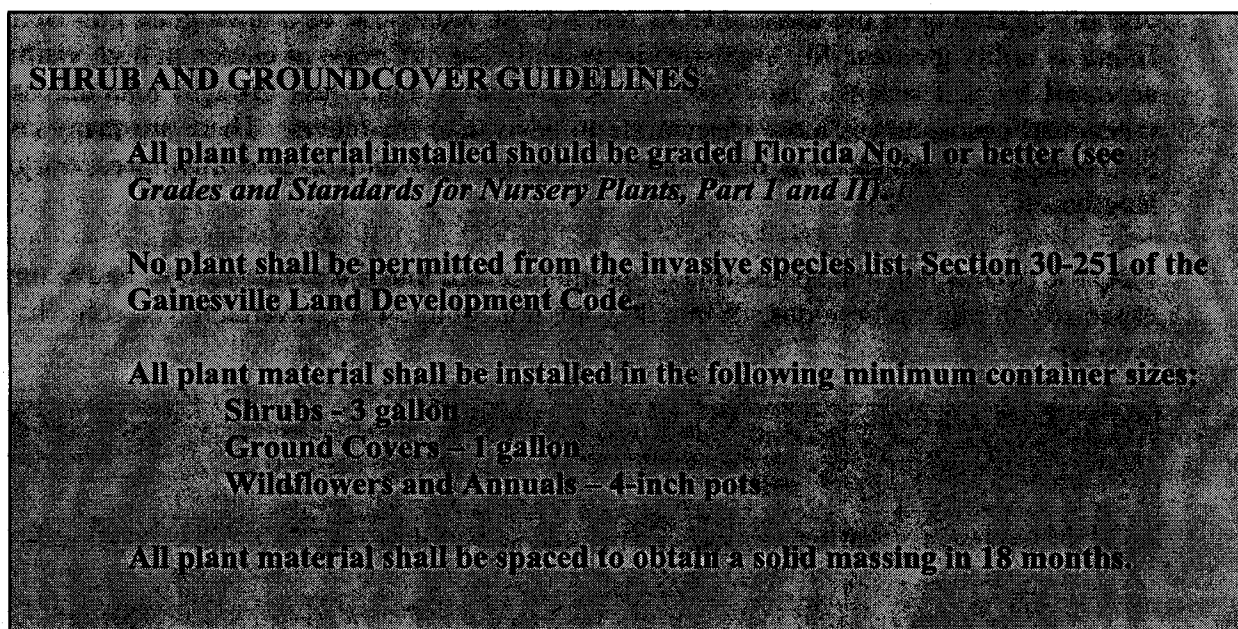 SHRUB AND GROUNDCOVER GUIDELINES
All plant material installed should be graded Florida No. 1 or better (see
Grades and Standards for Nursery Plants, Part I and II).
No plant shall be permitted from the invasive species list, Section 30-251 of the
Gainesville Land Development Code.
All plant material shall be installed in the following minimum container sizes:
Shrubs - 3 gallon
Ground Covers – 1 gallon
Wildflowers and Annuals – 4-inch pots
All plant material shall be spaced to obtain a solid massing in 18 months.